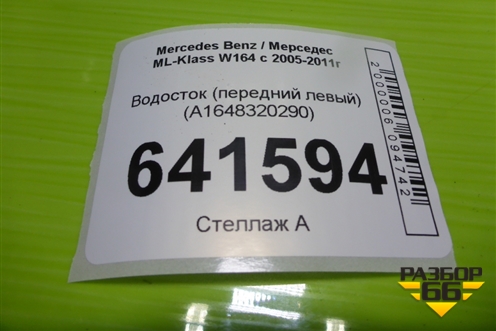 Mercedes Benz / Мерседес
ML-Klass W164 с 2005-2011г
Водосток (передний левый)
(A1648320290)
641594
Стеллаж А
2000006094742
РАЗБОР
66